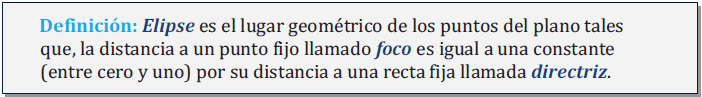 Definición: Elipse es el lugar geométrico de los puntos del plano tales
que, la distancia a un punto fijo llamado foco es igual a una constante
(entre cero y uno) por su distancia a una recta fija llamada directriz.